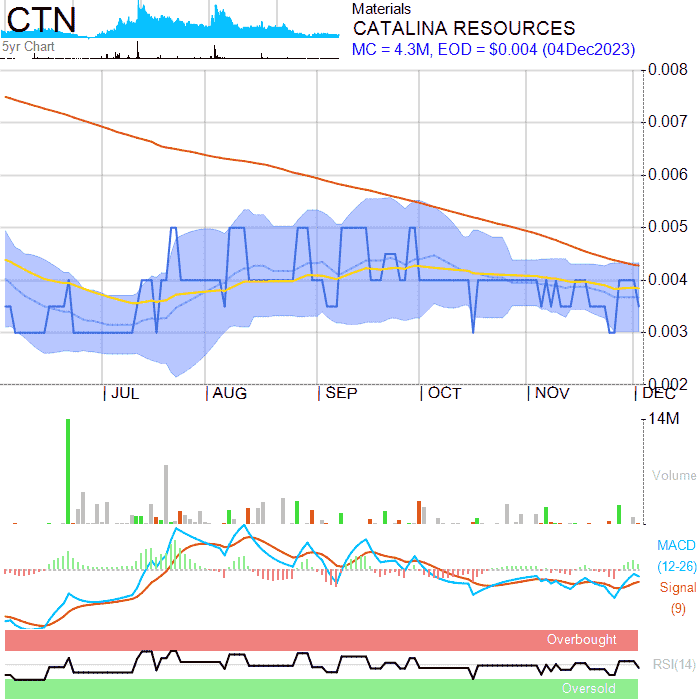 CTN
5yr Chart
Materials
CATALINA RESOURCES
MC = 4.3M, EOD = $0.004 (04Dec2023)
0.008
0.007
0.006
0.005
0.004
0.003
0.002
JUL
AUG
SEP
OCT
NOV
DEC
14M
Volume
MACD
(12-26)
Signal
(9)
Overbought
RSI(14)
Oversold